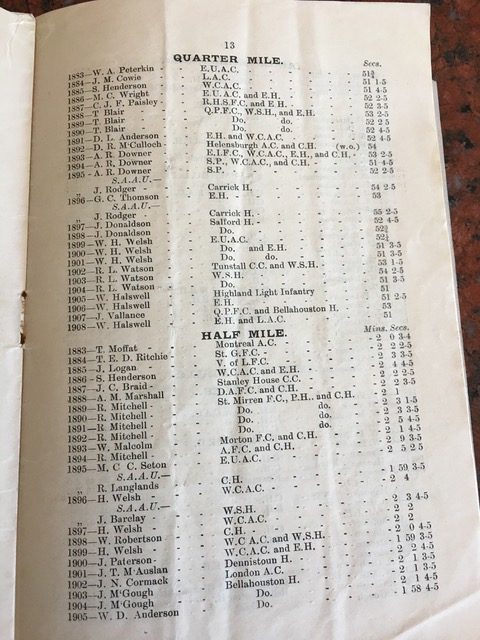 13
QUARTER MILE.
Secs.
1883—W. A. Peterkin - E.U.A.C. - 51¾
1884—J. M. Cowie - L.A.C. - 51 1-5
1885—S. Henderson - W.C.A.C. - 51 4-5
1886—M. C. Wright - E.U.A.C. and E.H. - 52 2-5
1887—C. J. F. Paisley - R.H.S.F.C. and E.H. - 52 3-5
1888—T Blair - Q.P.F.C., W.S.H., and E.H. - 53 2-5
1889—T. Blair - Do. do. do. - 52 2 5
1890—T. Blair - Do. do. do. - 52 4-5
1891—D. L. Anderson - E.H. and W.C.A.C. - 52 4-5
1892—D. R. McCulloch - Helensburgh A.C. and C.H. (w.o.) 54
1893—A. R. Downer - E.I.F.C., W.C.A.C., E.H., and C.H. - 53 2-5
1894—A. R. Downer - S.P., W.C.A.C., and C.H. - 51 4-5
1895—A. R. Downer - S.P. - 52 2 5
S.A.A.U.—
„ J. Rodger - Carrick H. - 54 2-5
1896—G. C. Thomson - E.H. - 53
S.A.A.U.—
„ J. Rodger - Carrick H. - 55 2-5
1897—J. Donaldson - Salford H. - 52 4-5
1898—J. Donaldson - Do. - 52
1899—W. H. Welsh - E.U.A.C. - 52
1900—W. H. Welsh - Do. and E.H. - 51 3-5
1901—W. H. Welsh - Do. do. - 51 3-5
1902—R. L. Watson - Tunstall C.C. and W.S.H. - 53 1-5
1903—R. L. Watson - W.S.H. - 54 2-5
1904—R. L. Watson - Do. - 51 3-5
1905—W. Halswell - Highland Light Infantry - 51
1906—W. Halswell - E.H. - 51 2-5
1907—J. Vallance - Q.P.F.C. and Bellahouston H. - 53
1908—W. Halswell - E.H. and L.A.C. - 51
HALF MILE.
Mins. Secs.
1883—T. Moffat - Montreal A.C. - 2 0 3-4
1884—T. E. D. Ritchie - St. G.F.C. - 2 2 2-5
1885—J. Logan - V. of L.F.C. - 2 3 3-5
1886—S. Henderson - W.C.A.C. and E.H. - 2 4 4-5
1887—J. C. Braid - Stanley House C.C. - 2 2 2-5
1888—A. M. Marshall - D.A.F.C. and C.H. - 2 2 3-5
1889—R. Mitchell - St. Mirren F.C., P.H., and C.H. - 2 1
1890—R. Mitchell - Do. do. - 2 3 1-5
1891—R. Mitchell - Do. do. - 2 3 3-5
1892—R. Mitchell - Do. do. - 2 5 4-5
1893—W. Malcolm - Morton F.C. and C.H. - 2 1 4-5
1894—R. Mitchell - A.F.C. and C.H. - 2 9 3-5
1895—M. C C. Seton - E.U.A.C. - 2 5 2 5
S.A.A.U.—
„ R. Langlands - C.H. - 1 59 3-5
1896—H. Welsh - W.C.A.C. - 2 4
S.A.A.U.—
„ J. Barclay - W.S.H. - 2 3 4-5
1897—H. Welsh - W.C.A.C. - 2 2
1898—W. Robertson - C.H. - 2 2
1899—H. Welsh - W.C A.C. and W.S.H. - 2 0 4-5
1900—J. Paterson - W.C.A.C. and E.H. - 1 59 3-5
1901—J. T. M'Auslan - Dennistoun H. - 2 2 4-5
1902—J. N. Cormack - London A.C. - 2 1 3-5
1903—J. M'Gough - Bellahouston H. - 2 1 4-5
1904—J. M'Gough - Do. - 1 58 4-5
1905—W. D. Anderson - Do.